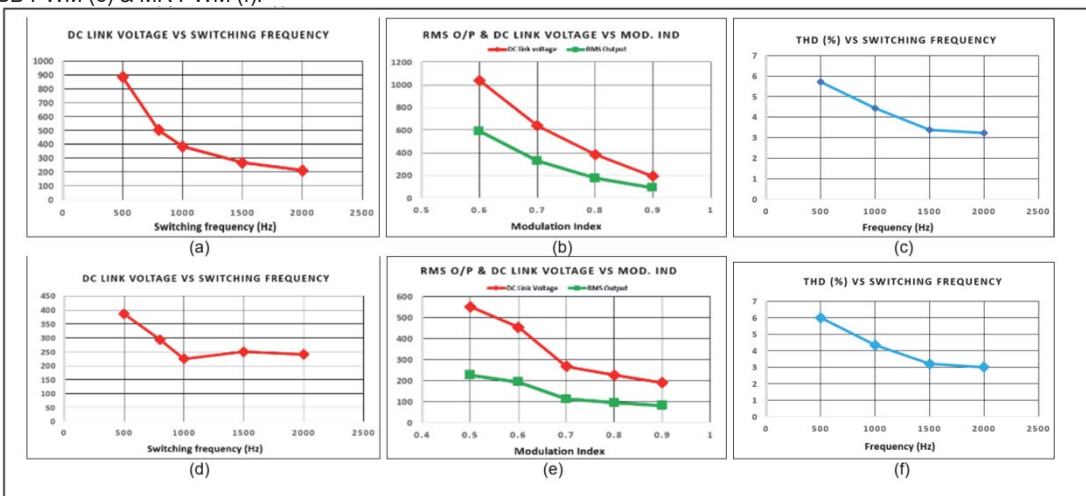 DC LINK VOLTAGE VS SWITCHING FREQUENCY
1000
900
800
700
600
500
400
300
200
100
0
0 500 1000 1500 2000 2500
Switching frequency (Hz)
(a)
RMS O/P & DC LINK VOLTAGE VS MOD. IND
DC link voltage RMS Output
1200
1000
800
600
400
200
0
0.5 0.6 0.7 0.8 0.9 1
Modulation Index
(b)
THD (%) VS SWITCHING FREQUENCY
7
6
5
4
3
2
1
0
0 500 1000 1500 2000 2500
Frequency (Hz)
(c)
DC LINK VOLTAGE VS SWITCHING FREQUENCY
450
400
350
300
250
200
150
100
50
0
0 500 1000 1500 2000 2500
Switching frequency (Hz)
(d)
RMS O/P & DC LINK VOLTAGE VS MOD. IND
DC Link Voltage RMS Output
600
500
400
300
200
100
0
0.4 0.5 0.6 0.7 0.8 0.9 1
Modulation Index
(e)
THD (%) VS SWITCHING FREQUENCY
7
6
5
4
3
2
1
0
0 500 1000 1500 2000 2500
Frequency (Hz)
(f)